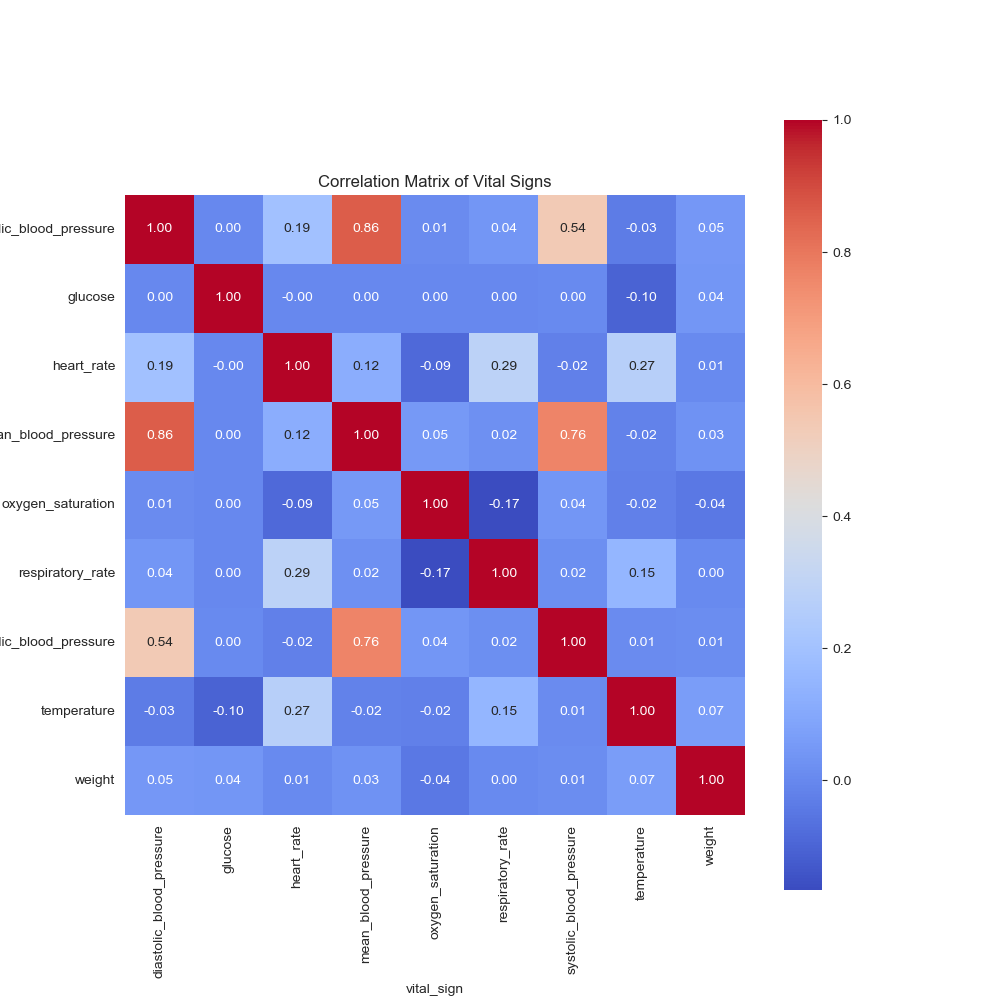 Correlation Matrix of Vital Signs
lic_blood_pressure 1.00 0.00 0.19 0.86 0.01 0.04 0.54 -0.03 0.05
glucose 0.00 1.00 -0.00 0.00 0.00 0.00 0.00 -0.10 0.04
heart_rate 0.19 -0.00 1.00 0.12 -0.09 0.29 -0.02 0.27 0.01
an_blood_pressure 0.86 0.00 0.12 1.00 0.05 0.02 0.76 -0.02 0.03
oxygen_saturation 0.01 0.00 -0.09 0.05 1.00 -0.17 0.04 -0.02 -0.04
respiratory_rate 0.04 0.00 0.29 0.02 -0.17 1.00 0.02 0.15 0.00
lic_blood_pressure 0.54 0.00 -0.02 0.76 0.04 0.02 1.00 0.01 0.01
temperature -0.03 -0.10 0.27 -0.02 -0.02 0.15 0.01 1.00 0.07
weight 0.05 0.04 0.01 0.03 -0.04 0.00 0.01 0.07 1.00
diastolic_blood_pressure
glucose
heart_rate
mean_blood_pressure
oxygen_saturation
respiratory_rate
systolic_blood_pressure
temperature
weight
vital_sign
1.0
0.8
0.6
0.4
0.2
0.0